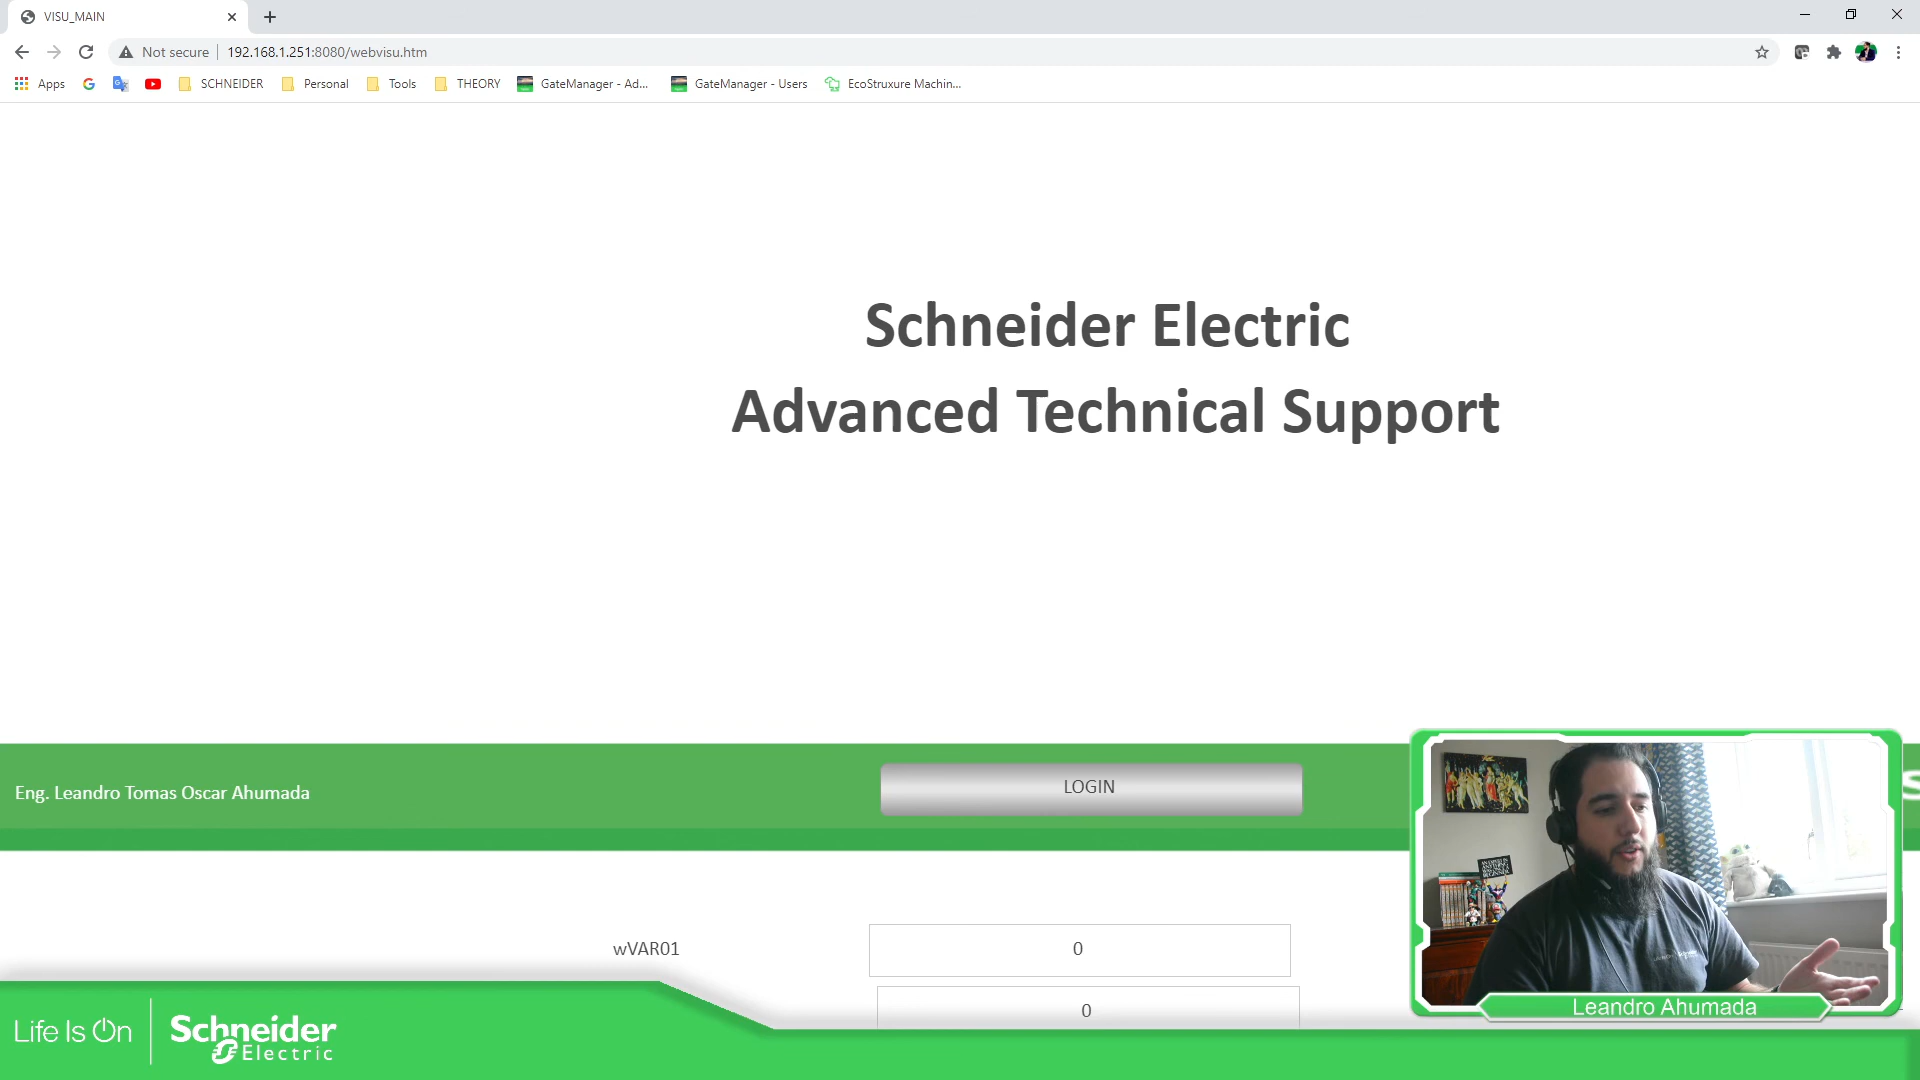 VISU_MAIN
Not secure 192.168.1.251:8080/webvisu.htm
Apps SCHNEIDER Personal Tools THEORY GateManager - Ad... GateManager - Users EcoStruxure Machin...
Schneider Electric
Advanced Technical Support
Eng. Leandro Tomas Oscar Ahumada
LOGIN
wVAR01
0
0
Leandro Ahumada
Life Is On
Schneider
Electric